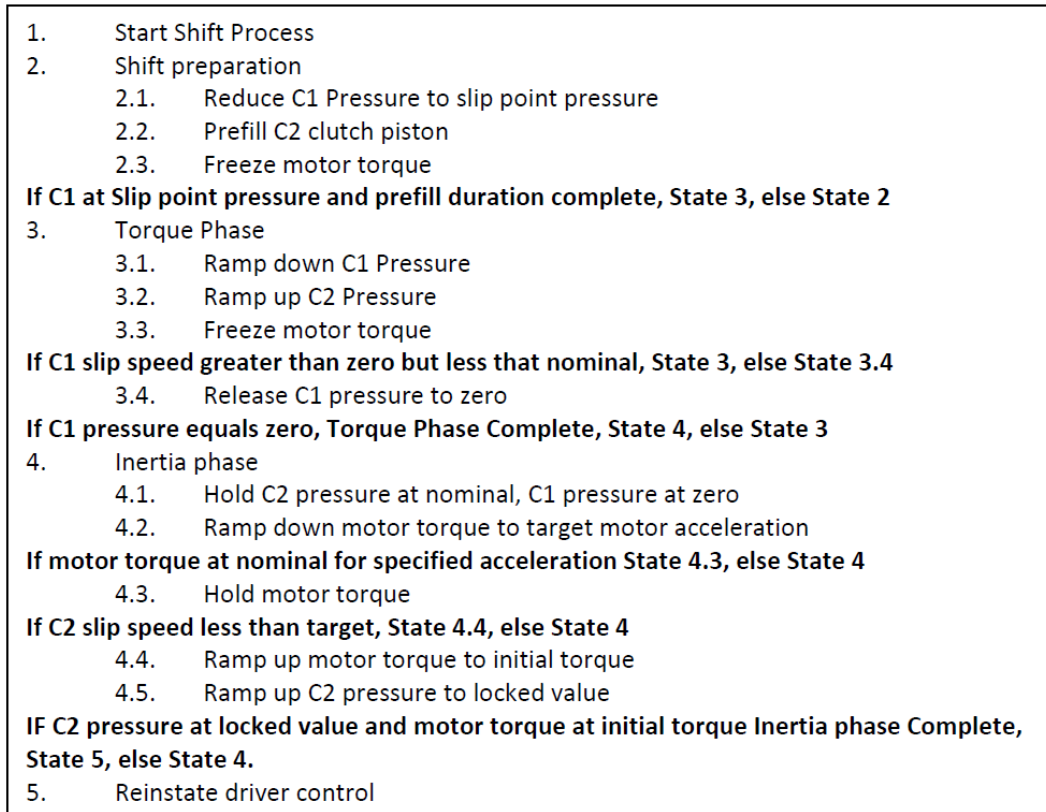 1. Start Shift Process
2. Shift preparation
2.1. Reduce C1 Pressure to slip point pressure
2.2. Prefill C2 clutch piston
2.3. Freeze motor torque
If C1 at Slip point pressure and prefill duration complete, State 3, else State 2
3. Torque Phase
3.1. Ramp down C1 Pressure
3.2. Ramp up C2 Pressure
3.3. Freeze motor torque
If C1 slip speed greater than zero but less that nominal, State 3, else State 3.4
3.4. Release C1 pressure to zero
If C1 pressure equals zero, Torque Phase Complete, State 4, else State 3
4. Inertia phase
4.1. Hold C2 pressure at nominal, C1 pressure at zero
4.2. Ramp down motor torque to target motor acceleration
If motor torque at nominal for specified acceleration State 4.3, else State 4
4.3. Hold motor torque
If C2 slip speed less than target, State 4.4, else State 4
4.4. Ramp up motor torque to initial torque
4.5. Ramp up C2 pressure to locked value
IF C2 pressure at locked value and motor torque at initial torque Inertia phase Complete,
State 5, else State 4.
5. Reinstate driver control